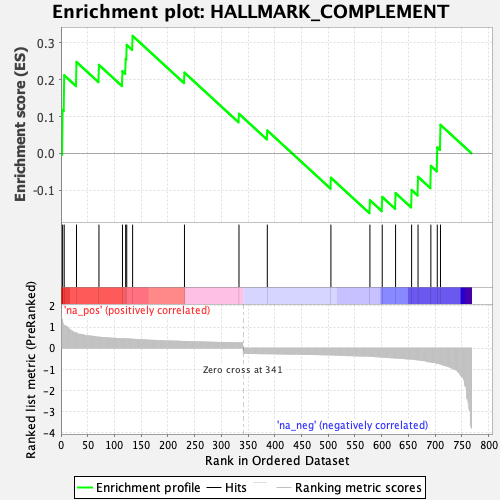 Enrichment plot: HALLMARK_COMPLEMENT
Enrichment score (ES)
0.3
0.2
0.1
0.0
-0.1
'na_pos' (positively correlated)
Ranked list metric (PreRanked)
2
1
0
-1
-2
-3
-4
Zero cross at 341
'na_neg' (negatively correlated)
0 50 100 150 200 250 300 350 400 450 500 550 600 650 700 750 800
Rank in Ordered Dataset
Enrichment profile Hits Ranking metric scores